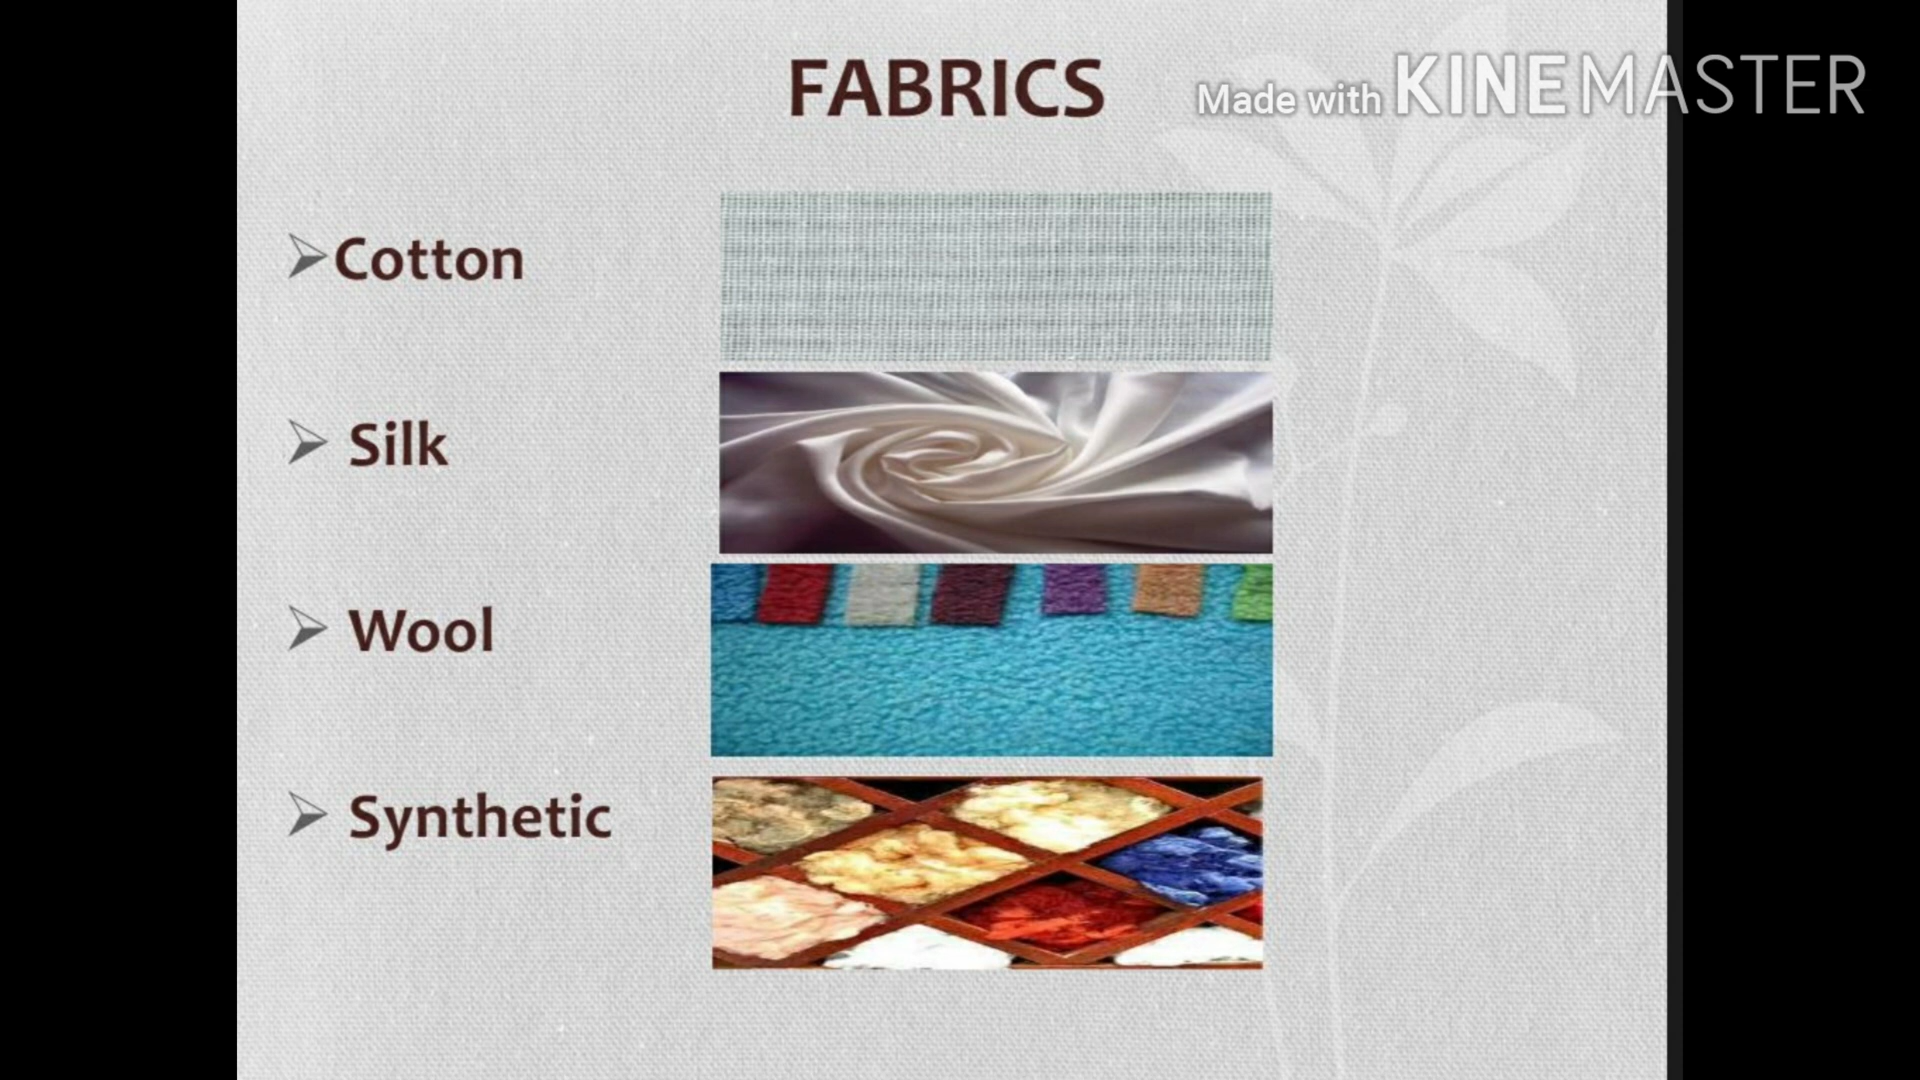 FABRICS
Made with KINEMASTER
Cotton
Silk
Wool
Synthetic